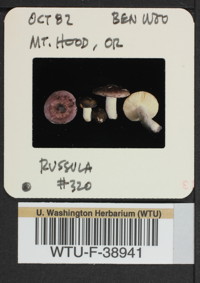 OCT 82 BEN WOO
MT. HOOD, OR
RUSSULA
#320
U. Washington Herbarium (WTU)
WTU-F-38941